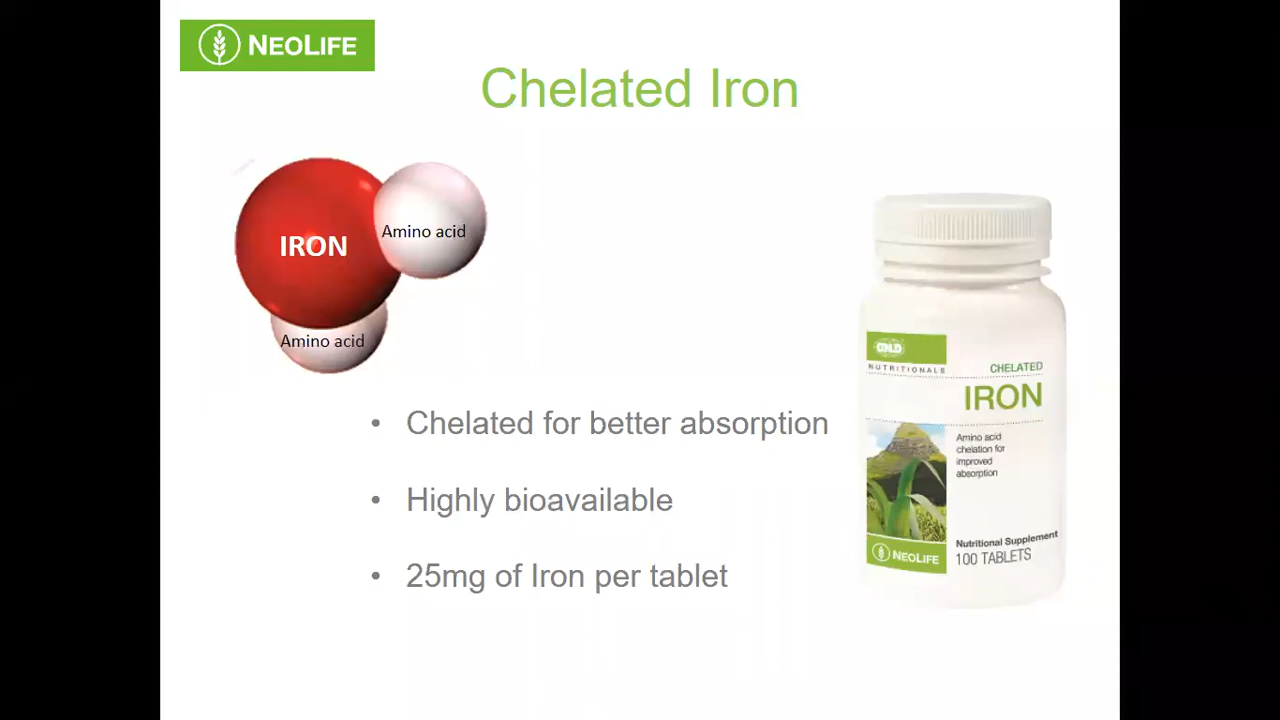 NEOLIFE
Chelated Iron
IRON
Amino acid
Amino acid
• Chelated for better absorption
• Highly bioavailable
• 25mg of Iron per tablet
GNLD
NUTRITIONALS
CHELATED
IRON
Amino acid
chelation for
improved
absorption
Nutritional Supplement
100 TABLETS
NEOLIFE